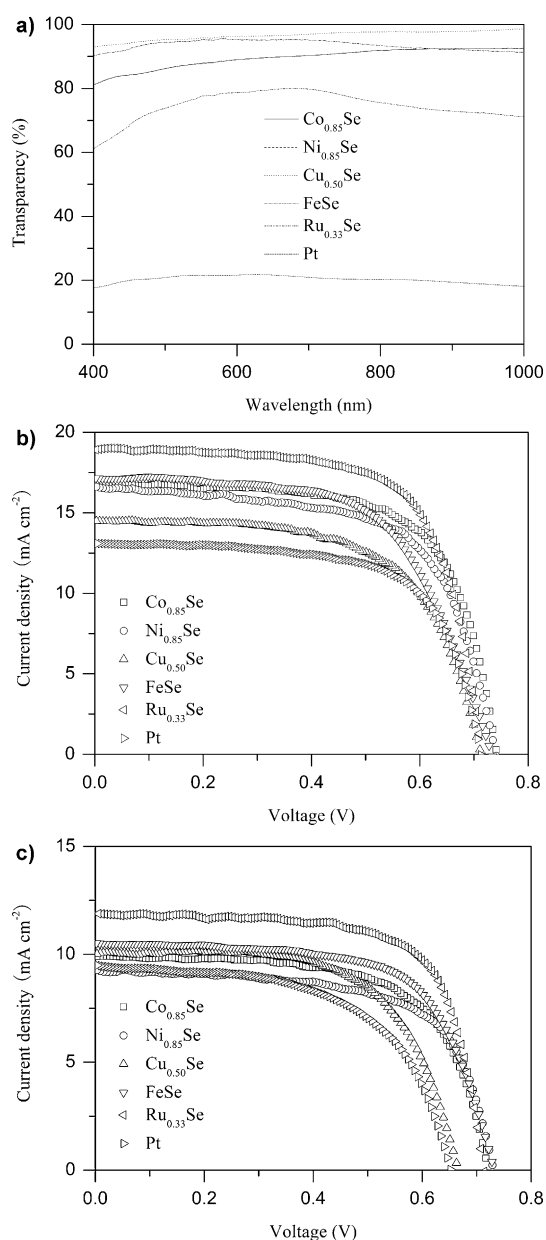 a)
100
80
60
40
20
0
Transparency (%)
Co0.85Se
Ni0.85Se
Cu0.50Se
FeSe
Ru0.33Se
Pt
400 600 800 1000
Wavelength (nm)
b)
20
15
10
5
0
Current density (mA cm-2)
Co0.85Se
Ni0.85Se
Cu0.50Se
FeSe
Ru0.33Se
Pt
0.0 0.2 0.4 0.6 0.8
Voltage (V)
c)
15
10
5
0
Current density (mA cm-2)
Co0.85Se
Ni0.85Se
Cu0.50Se
FeSe
Ru0.33Se
Pt
0.0 0.2 0.4 0.6 0.8
Voltage (V)